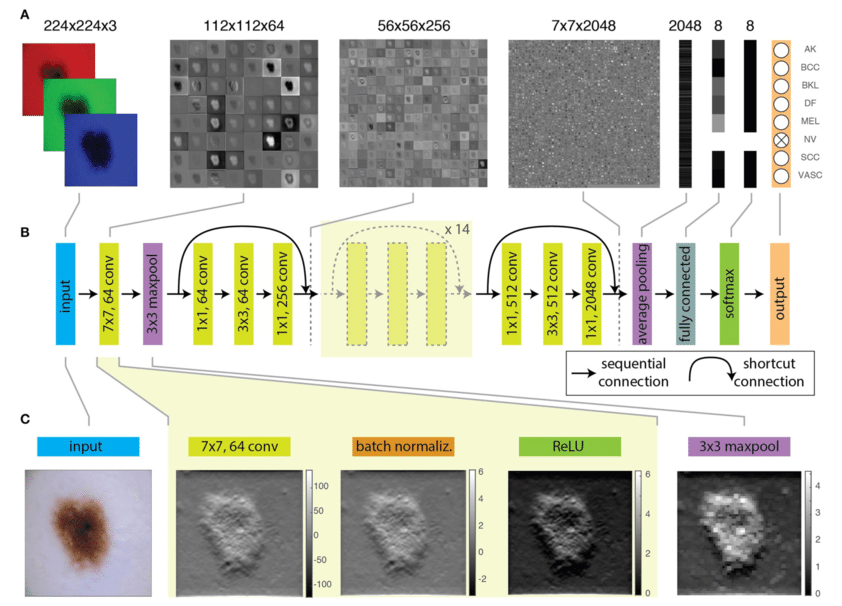 A
224x224x3
112x112x64
56x56x256
7x7x2048
2048
8
8
AK
BCC
BKL
DF
MEL
NV
SCC
VASC
B
input
7x7, 64 conv
3x3 maxpool
1x1, 64 conv
3x3, 64 conv
1x1, 256 conv
x 14
1x1, 512 conv
3x3, 512 conv
1x1, 2048 conv
average pooling
fully connected
softmax
output
sequential
connection
shortcut
connection
C
input
7x7, 64 conv
batch normaliz.
ReLU
3x3 maxpool
100
50
0
-50
-100
6
4
2
0
-2
6
4
2
0
4
3
2
1
0